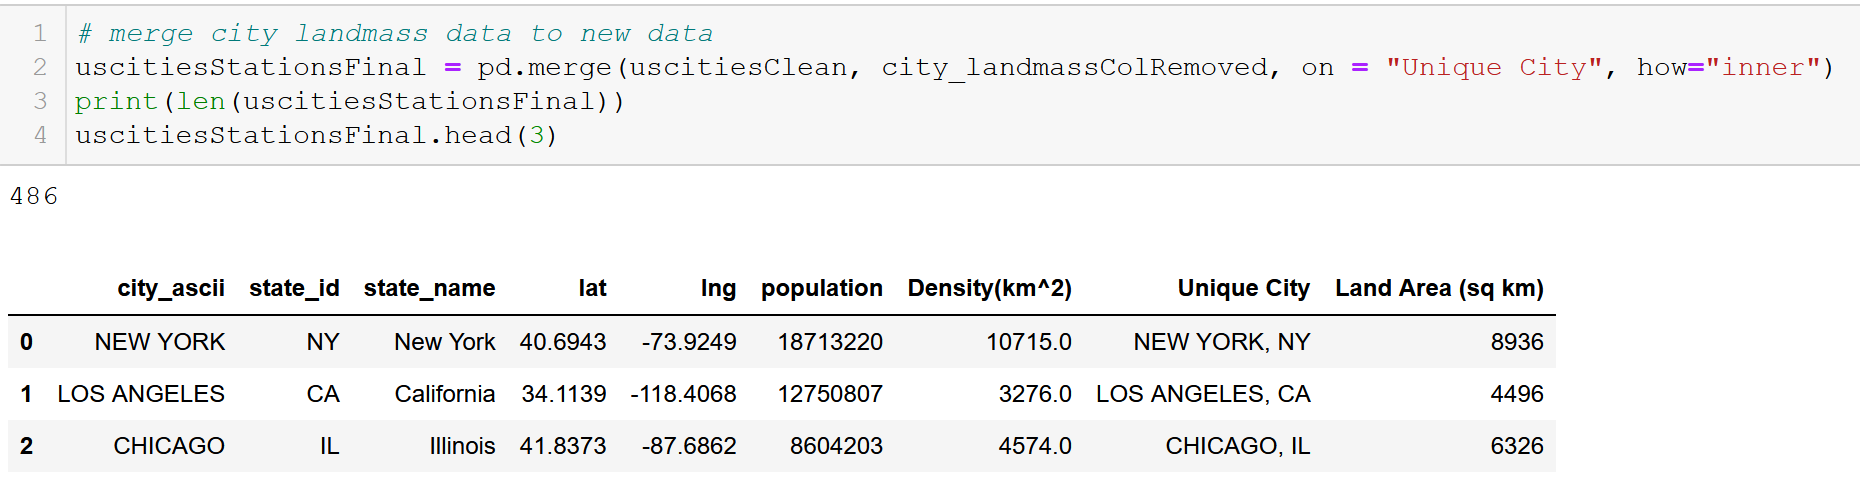 1 # merge city landmass data to new data
2 uscitiesStationsFinal = pd.merge(uscitiesClean, city_landmassColRemoved, on = "Unique City", how="inner")
3 print(len(uscitiesStationsFinal))
4 uscitiesStationsFinal.head(3)
486
city_ascii state_id state_name lat lng population Density(km^2) Unique City Land Area (sq km)
0 NEW YORK NY New York 40.6943 -73.9249 18713220 10715.0 NEW YORK, NY 8936
1 LOS ANGELES CA California 34.1139 -118.4068 12750807 3276.0 LOS ANGELES, CA 4496
2 CHICAGO IL Illinois 41.8373 -87.6862 8604203 4574.0 CHICAGO, IL 6326